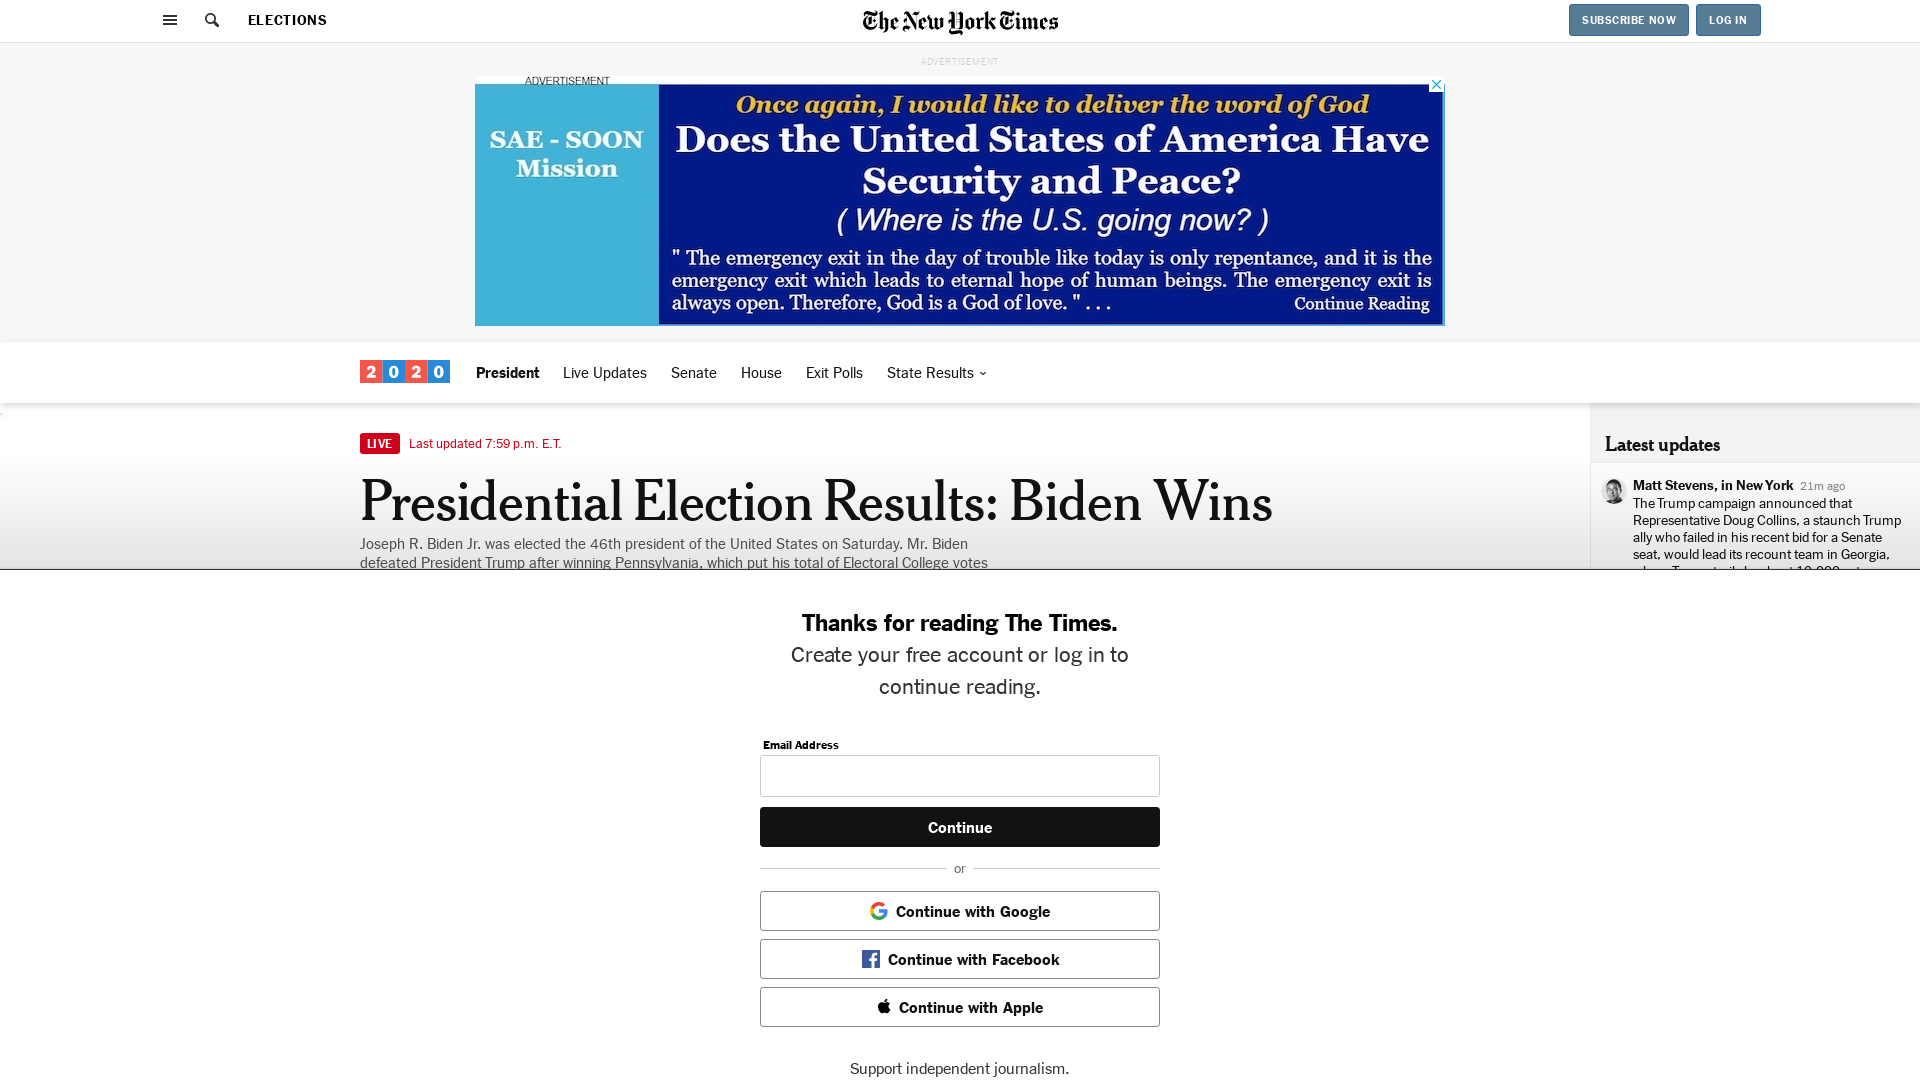 ELECTIONS
The New York Times
SUBSCRIBE NOW
LOG IN
ADVERTISEMENT
ADVERTISEMENT
SAE - SOON
Mission
Once again, I would like to deliver the word of God
Does the United States of America Have
Security and Peace?
( Where is the U.S. going now? )
" The emergency exit in the day of trouble like today is only repentance, and it is the
emergency exit which leads to eternal hope of human beings. The emergency exit is
always open. Therefore, God is a God of love. " . . .
Continue Reading
2020
President
Live Updates
Senate
House
Exit Polls
State Results
LIVE
Last updated 7:59 p.m. E.T.
Presidential Election Results: Biden Wins
Joseph R. Biden Jr. was elected the 46th president of the United States on Saturday. Mr. Biden
defeated President Trump after winning Pennsylvania, which put his total of Electoral College votes
Latest updates
Matt Stevens, in New York 21m ago
The Trump campaign announced that
Representative Doug Collins, a staunch Trump
ally who failed in his recent bid for a Senate
seat, would lead its recount team in Georgia,
Thanks for reading The Times.
Create your free account or log in to
continue reading.
Email Address
Continue
or
Continue with Google
Continue with Facebook
Continue with Apple
Support independent journalism.